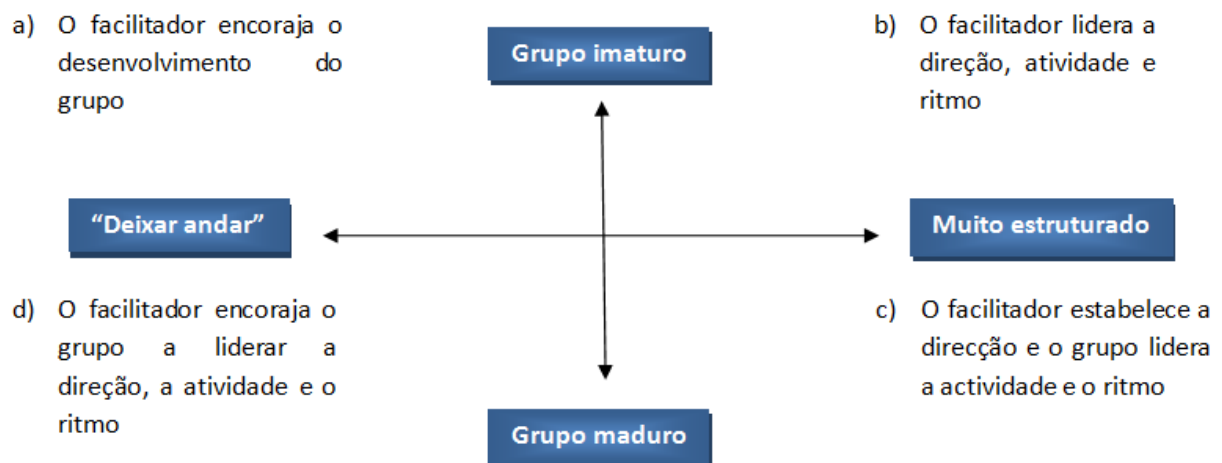 a) O facilitador encoraja o
desenvolvimento do
grupo
Grupo imaturo
b) O facilitador lidera a
direção, atividade e
ritmo
“Deixar andar”
Muito estruturado
d) O facilitador encoraja o
grupo a liderar a
direção, a atividade e o
ritmo
c) O facilitador estabelece a
direcção e o grupo lidera
a actividade e o ritmo
Grupo maduro